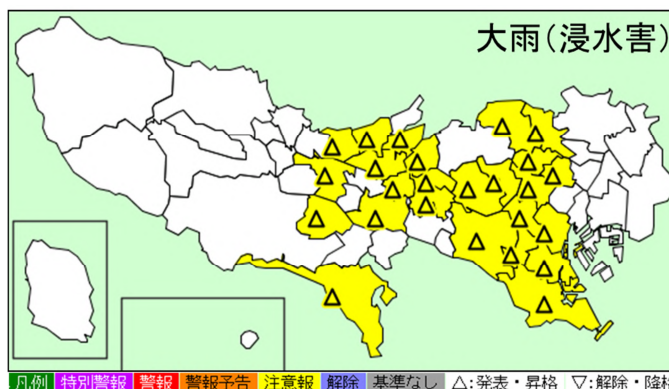 大雨(浸水害)
凡例 特別警報 警報 警報予告 注意報 解除 基準なし △:発表・昇格 ▽:解除・降格